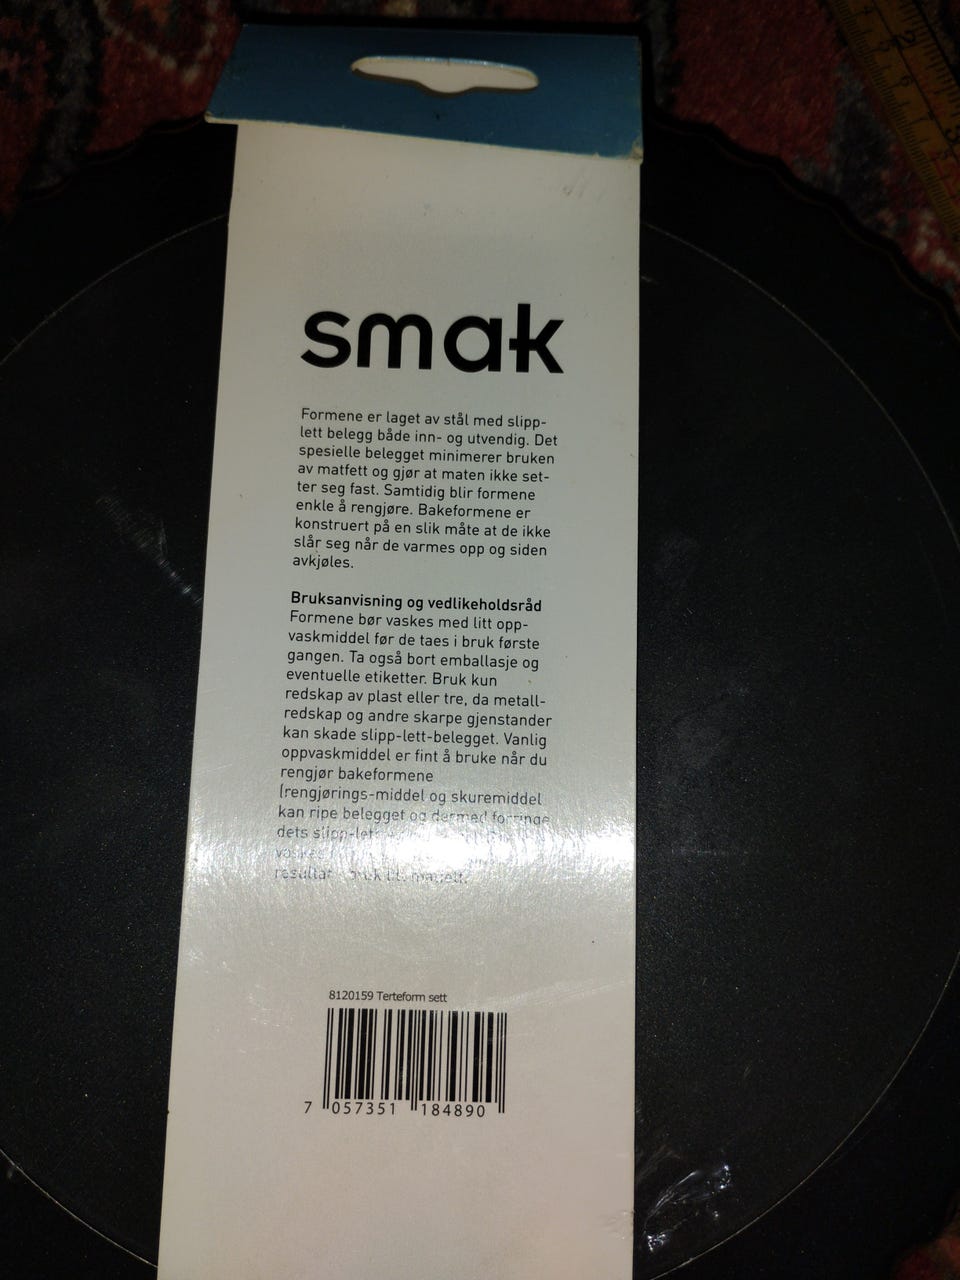 smak
Formene er laget av stål med slipp-
lett belegg både inn- og utvendig. Det
spesielle belegget minimerer bruken
av matfett og gjør at maten ikke set-
ter seg fast. Samtidig blir formene
enkle å rengjøre. Bakeformene er
konstruert på en slik måte at de ikke
slår seg når de varmes opp og siden
avkjøles.
Bruksanvisning og vedlikeholdsråd
Formene bør vaskes med litt opp-
vaskmiddel før de taes i bruk første
gangen. Ta også bort emballasje og
eventuelle etiketter. Bruk kun
redskap av plast eller tre, da metall-
redskap og andre skarpe gjenstander
kan skade slipp-lett-belegget. Vanlig
oppvaskmiddel er fint å bruke når du
rengjør bakeformene
(rengjørings-middel og skuremiddel
kan ripe belegget og dermed forringe
dets
resultat
8120159 Terteform sett
7 057351 184890